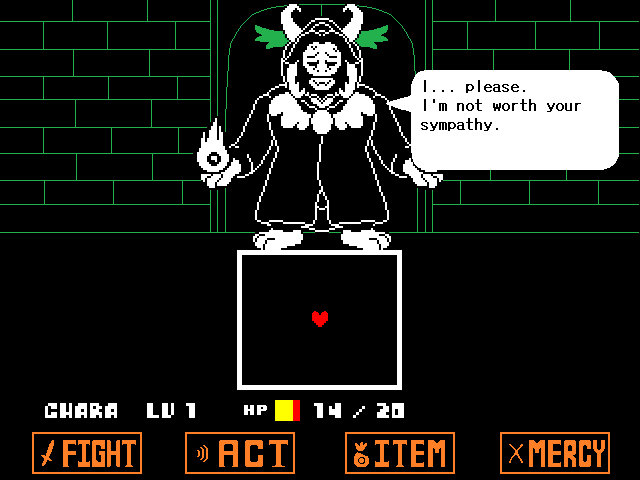 I... please.
I'm not worth your
sympathy.
CHARA LV 1 HP 14 / 20
FIGHT ACT ITEM MERCY